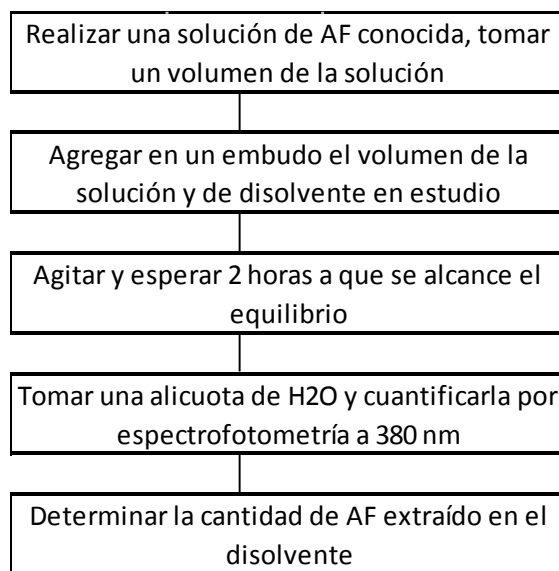 Realizar una solución de AF conocida, tomar
un volumen de la solución
Agregar en un embudo el volumen de la
solución y de disolvente en estudio
Agitar y esperar 2 horas a que se alcance el
equilibrio
Tomar una alicuota de H2O y cuantificarla por
espectrofotometría a 380 nm
Determinar la cantidad de AF extraído en el
disolvente